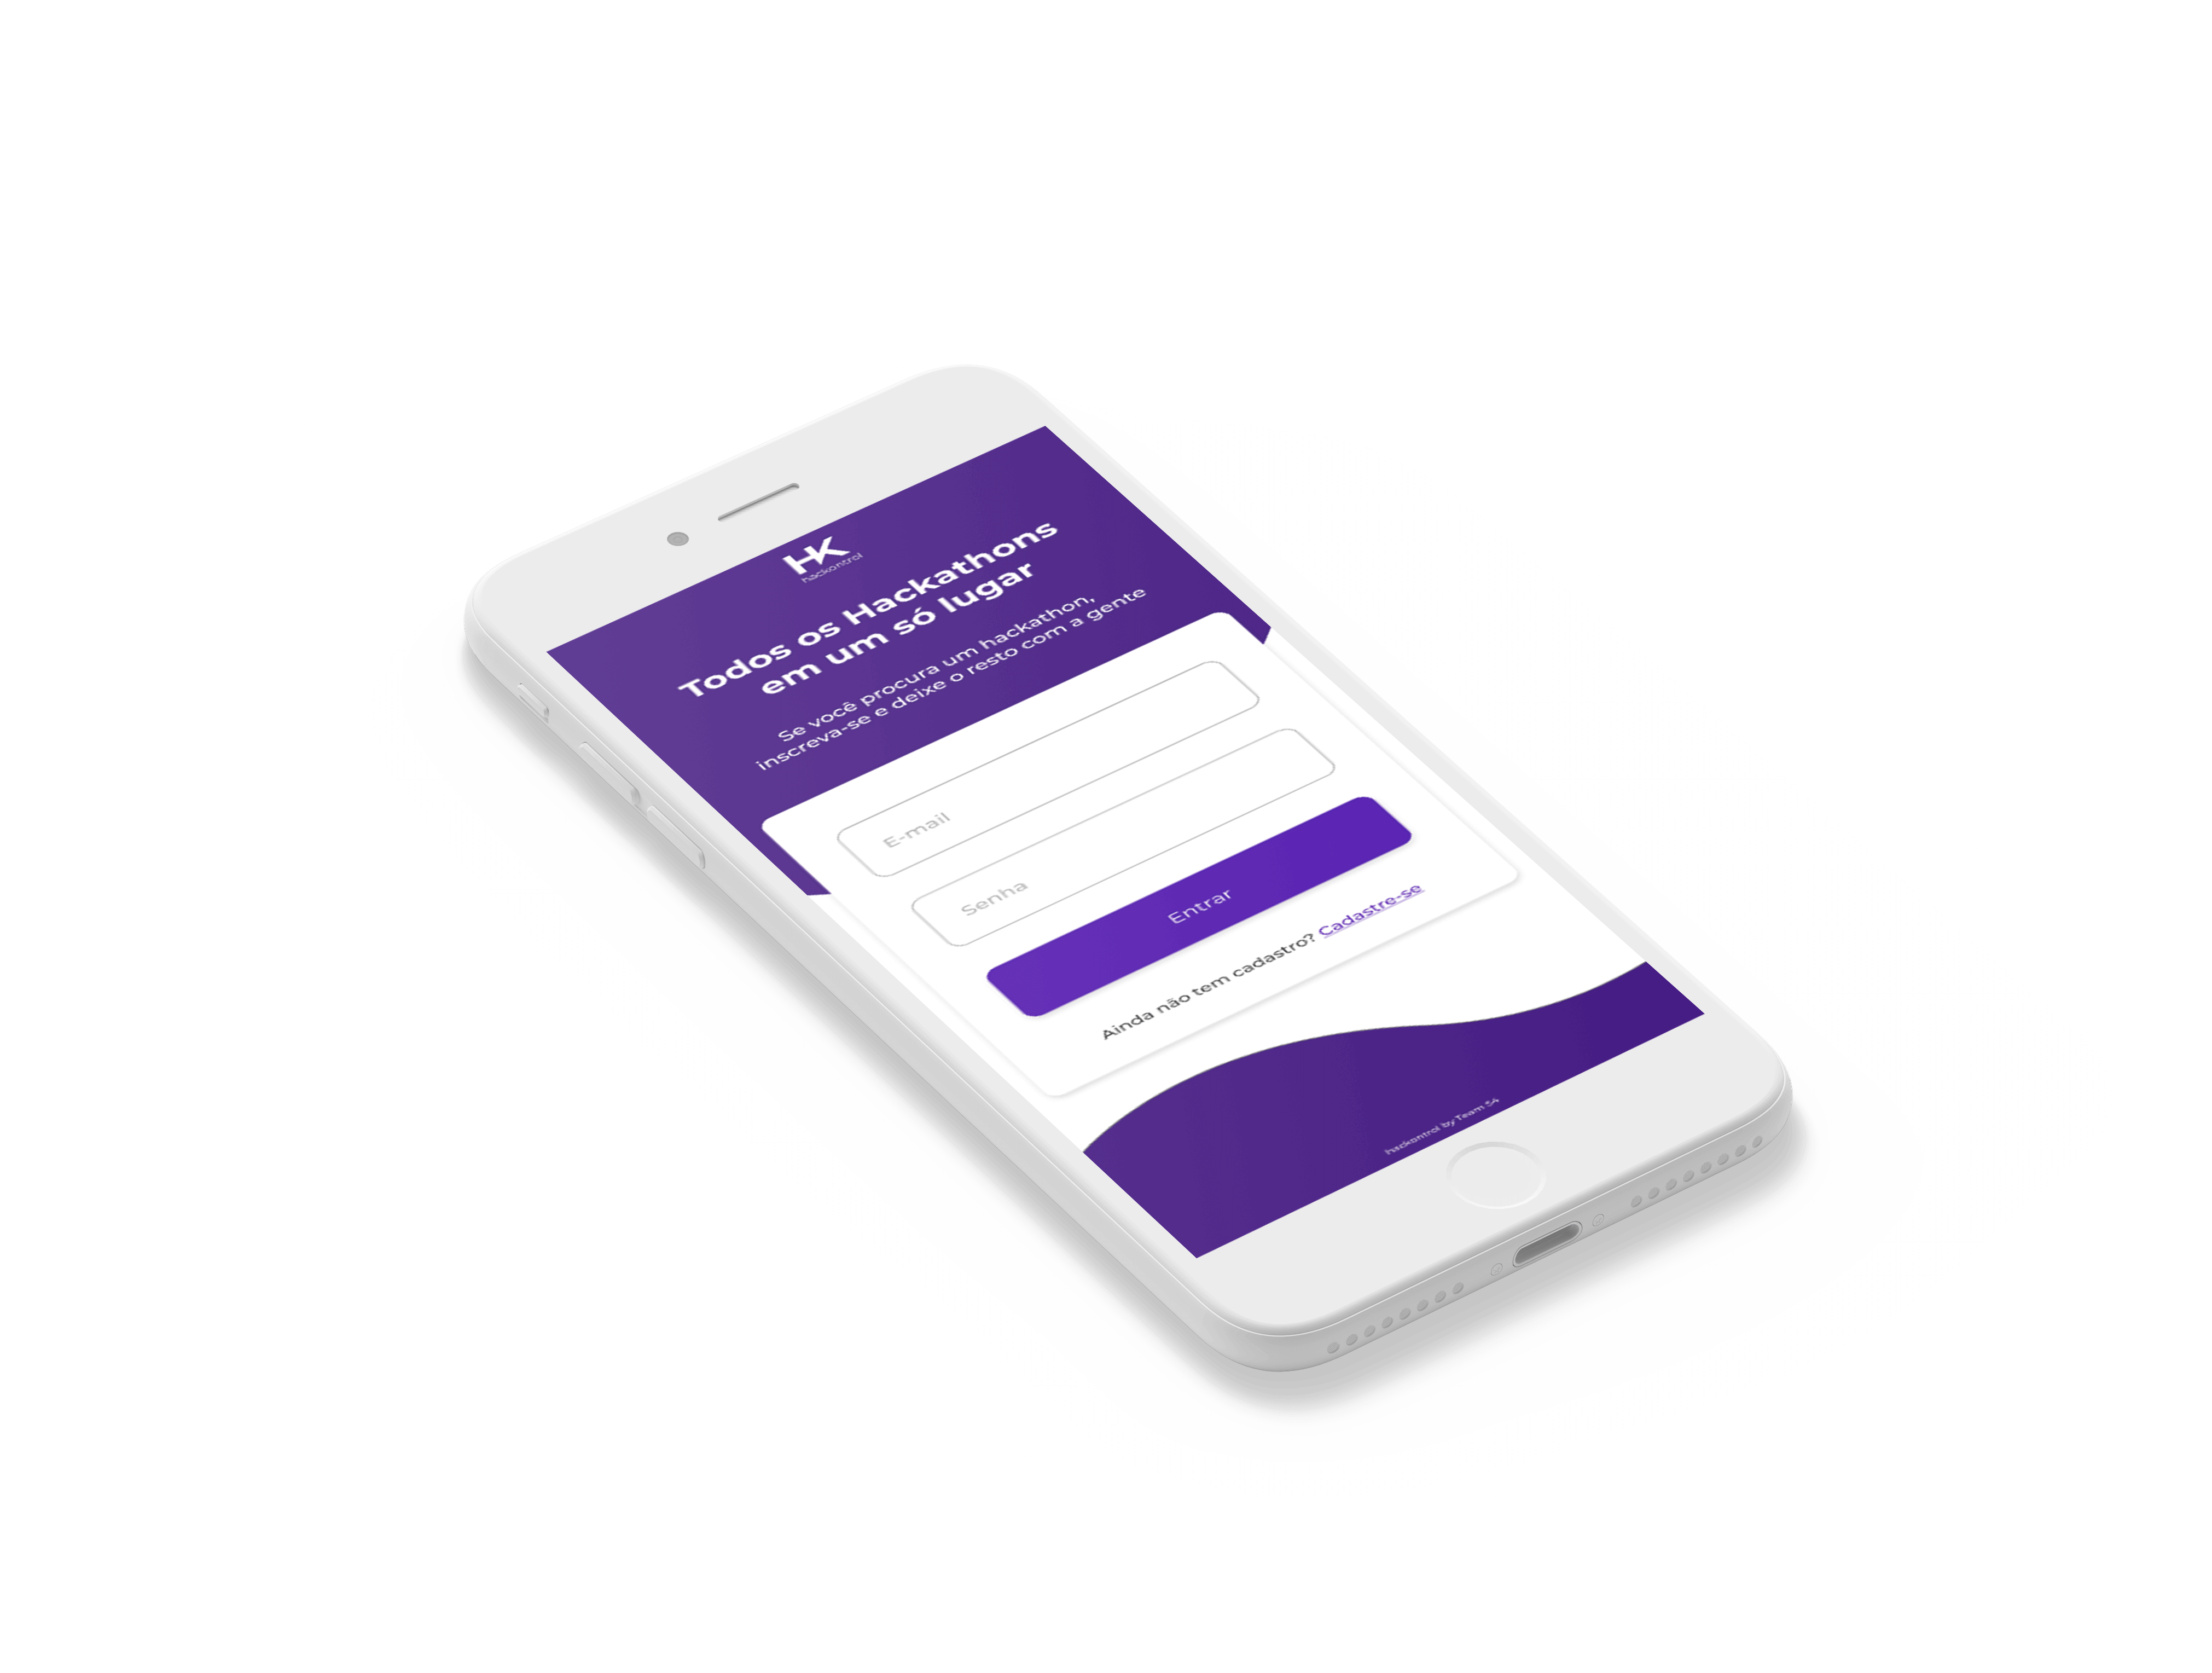 HK
hackontrol
Todos os Hackathons
em um só lugar
Se você procura um hackathon,
inscreva-se e deixe o resto com a gente
E-mail
Senha
Entrar
Ainda não tem cadastro? Cadastre-se
hackontrol by Team 54